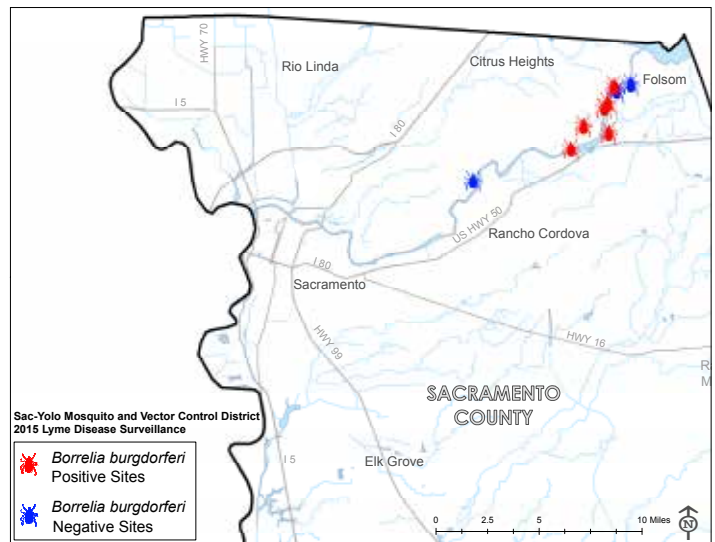 HWY 70
Rio Linda
Citrus Heights
Folsom
I 5
I 80
US HWY 50
Rancho Cordova
I 80
Sacramento
HWY 99
HWY 16
SACRAMENTO
COUNTY
Sac-Yolo Mosquito and Vector Control District
2015 Lyme Disease Surveillance
Borrelia burgdorferi
Positive Sites
Borrelia burgdorferi
Negative Sites
I 5
Elk Grove
0 2.5 5 10 Miles
N